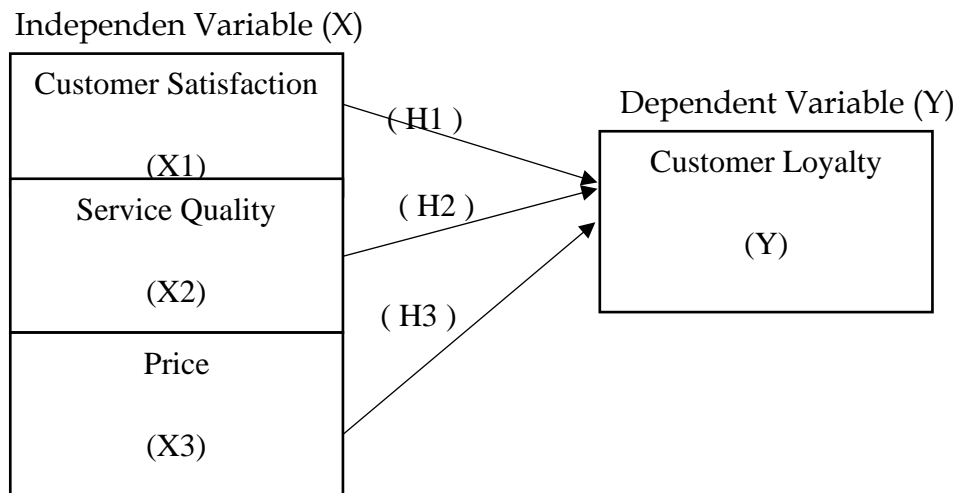 Independen Variable (X)
Customer Satisfaction
(X1)
Service Quality
(X2)
Price
(X3)
( H1 )
( H2 )
( H3 )
Dependent Variable (Y)
Customer Loyalty
(Y)